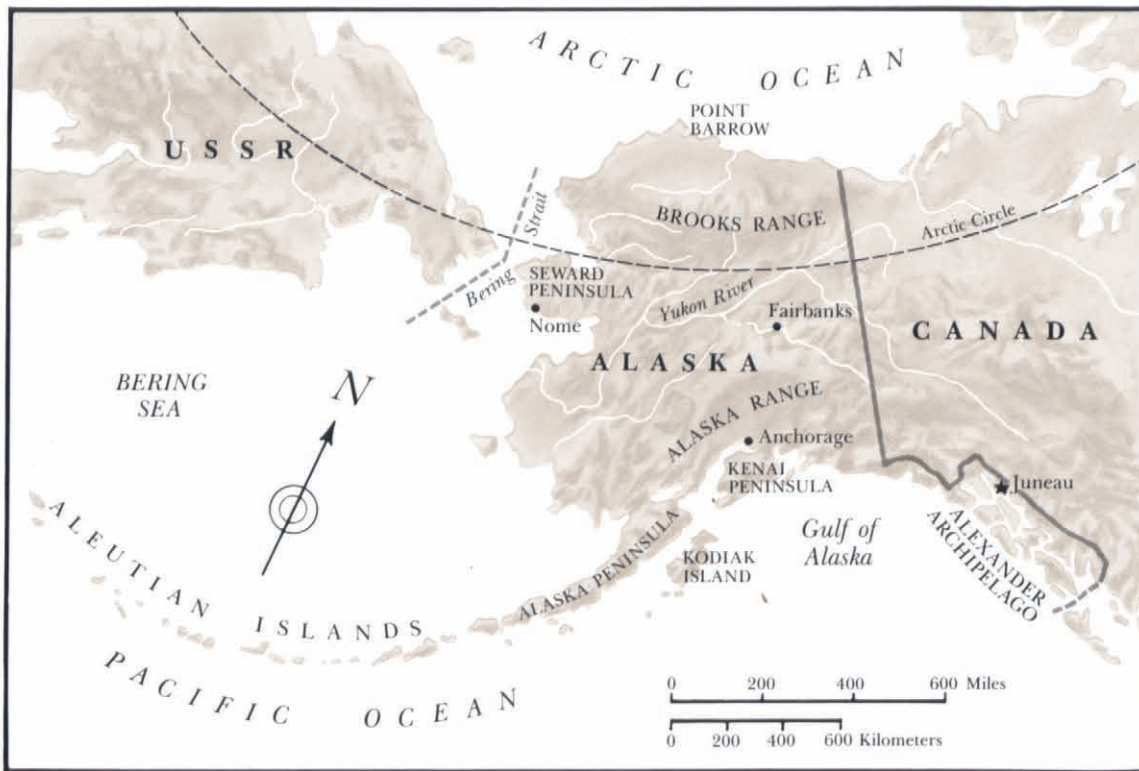 ARCTIC OCEAN
POINT
BARROW
USSR
BROOKS RANGE
Arctic Circle
Bering Strait
SEWARD
PENINSULA
Nome
Yukon River
Fairbanks
CANADA
ALASKA
BERING
SEA
N
ALASKA RANGE
Anchorage
KENAI
PENINSULA
Juneau
Gulf of
Alaska
ALEXANDER
ARCHIPELAGO
KODIAK
ISLAND
ALASKA PENINSULA
ALEUTIAN ISLANDS
PACIFIC OCEAN
0 200 400 600 Miles
0 200 400 600 Kilometers